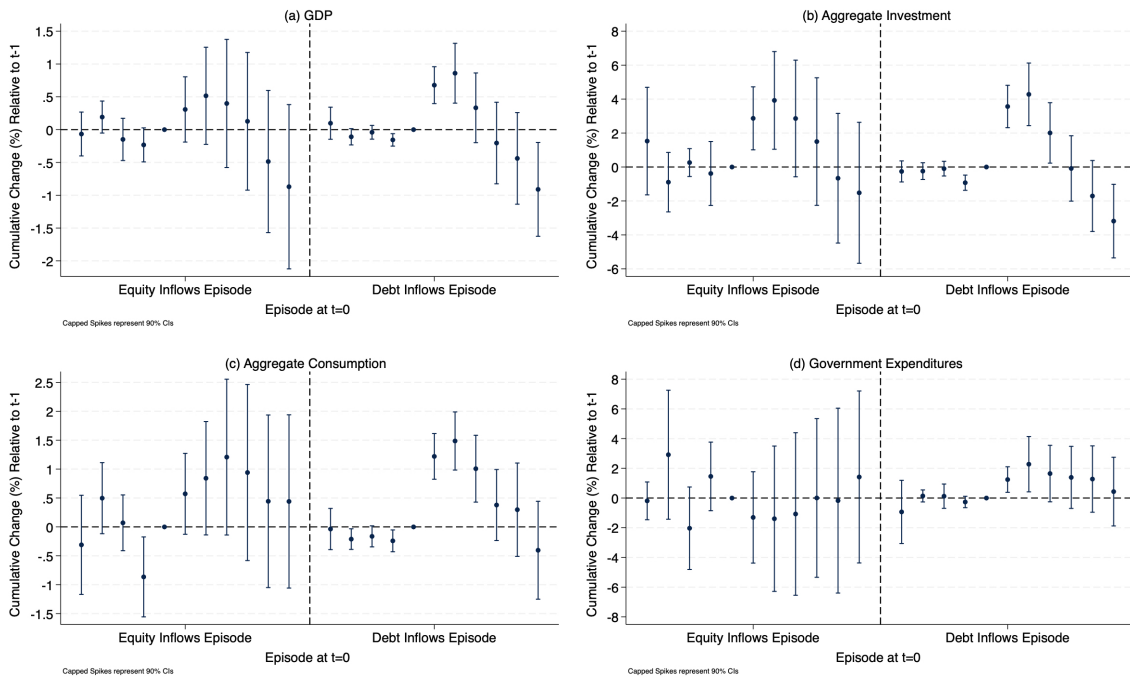 (a) GDP
Cumulative Change (%) Relative to t-1
1.5
1
.5
0
-.5
-1
-1.5
-2
Equity Inflows Episode
Debt Inflows Episode
Episode at t=0
Capped Spikes represent 90% CIs
(b) Aggregate Investment
Cumulative Change (%) Relative to t-1
8
6
4
2
0
-2
-4
-6
Equity Inflows Episode
Debt Inflows Episode
Episode at t=0
Capped Spikes represent 90% CIs
(c) Aggregate Consumption
Cumulative Change (%) Relative to t-1
2.5
2
1.5
1
.5
0
-.5
-1
-1.5
Equity Inflows Episode
Debt Inflows Episode
Episode at t=0
Capped Spikes represent 90% CIs
(d) Government Expenditures
Cumulative Change (%) Relative to t-1
8
6
4
2
0
-2
-4
-6
-8
Equity Inflows Episode
Debt Inflows Episode
Episode at t=0
Capped Spikes represent 90% CIs